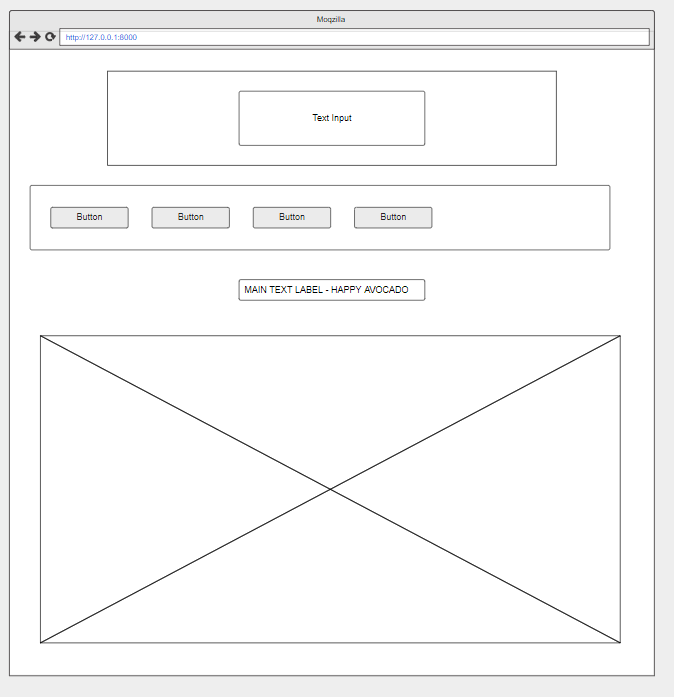 Moqzilla
http://127.0.0.1:8000
Text Input
Button Button Button Button
MAIN TEXT LABEL - HAPPY AVOCADO